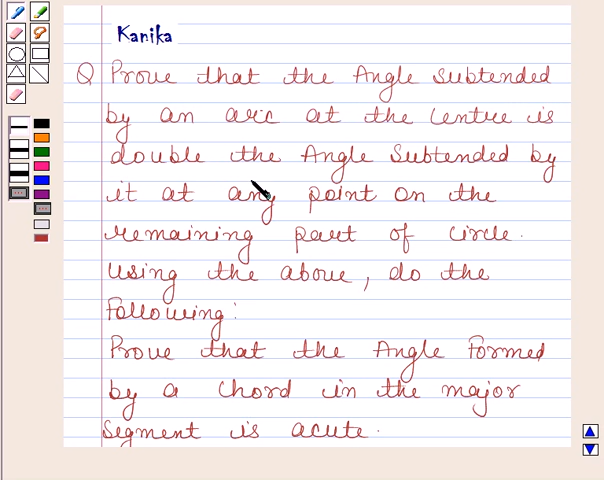 Kanika
Q Prove that the Angle Subtended
by an arc at the Centre is
double the Angle Subtended by
it at any point on the
remaining part of circle.
Using the above, do the
Following:
Prove that the Angle Formed
by a Chord in the major
Segment is acute.